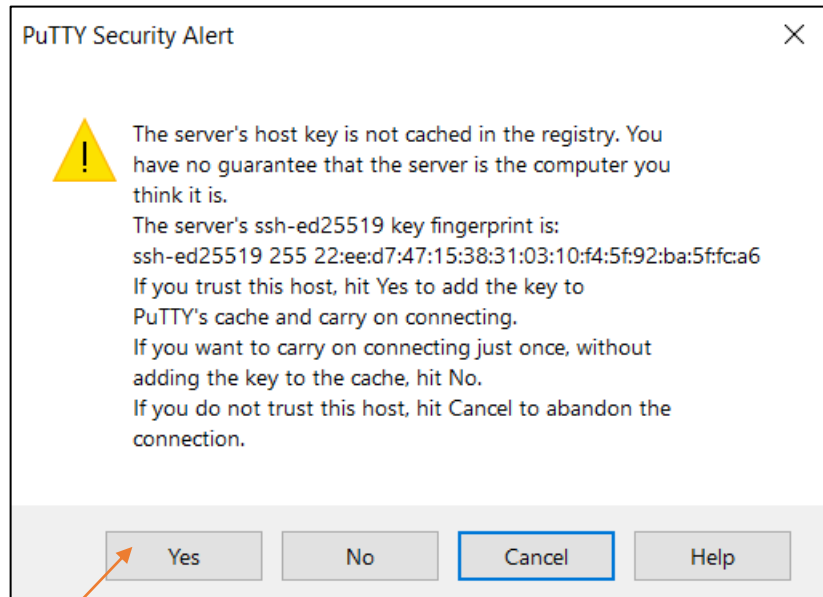 PuTTY Security Alert
The server's host key is not cached in the registry. You
have no guarantee that the server is the computer you
think it is.
The server's ssh-ed25519 key fingerprint is:
ssh-ed25519 255 22:ee:d7:47:15:38:31:03:10:f4:5f:92:ba:5f:fc:a6
If you trust this host, hit Yes to add the key to
PuTTY's cache and carry on connecting.
If you want to carry on connecting just once, without
adding the key to the cache, hit No.
If you do not trust this host, hit Cancel to abandon the
connection.
Yes No Cancel Help